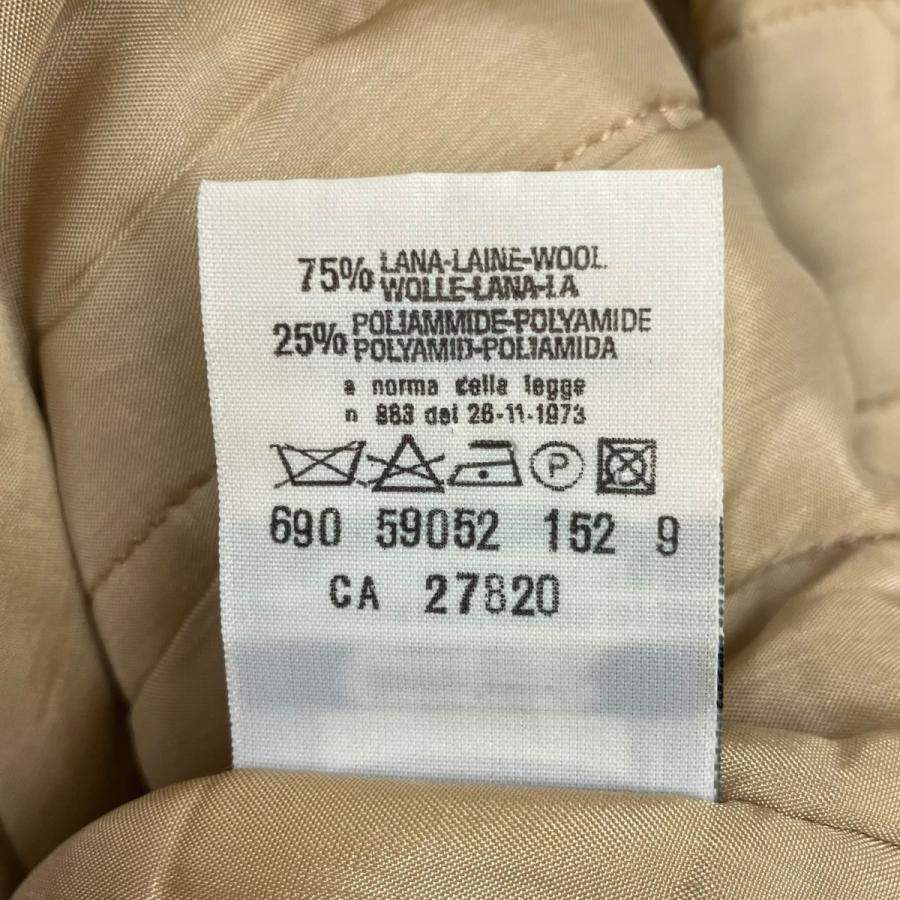 75% LANA-LAINE-WOOL
WOLLE-LANA-LA
25% POLIAMMIDE-POLYAMIDE
POLYAMID-POLIAMIDA
a norma della legge
n 883 del 26-11-1973
P
690 59052 152 9
CA 27820